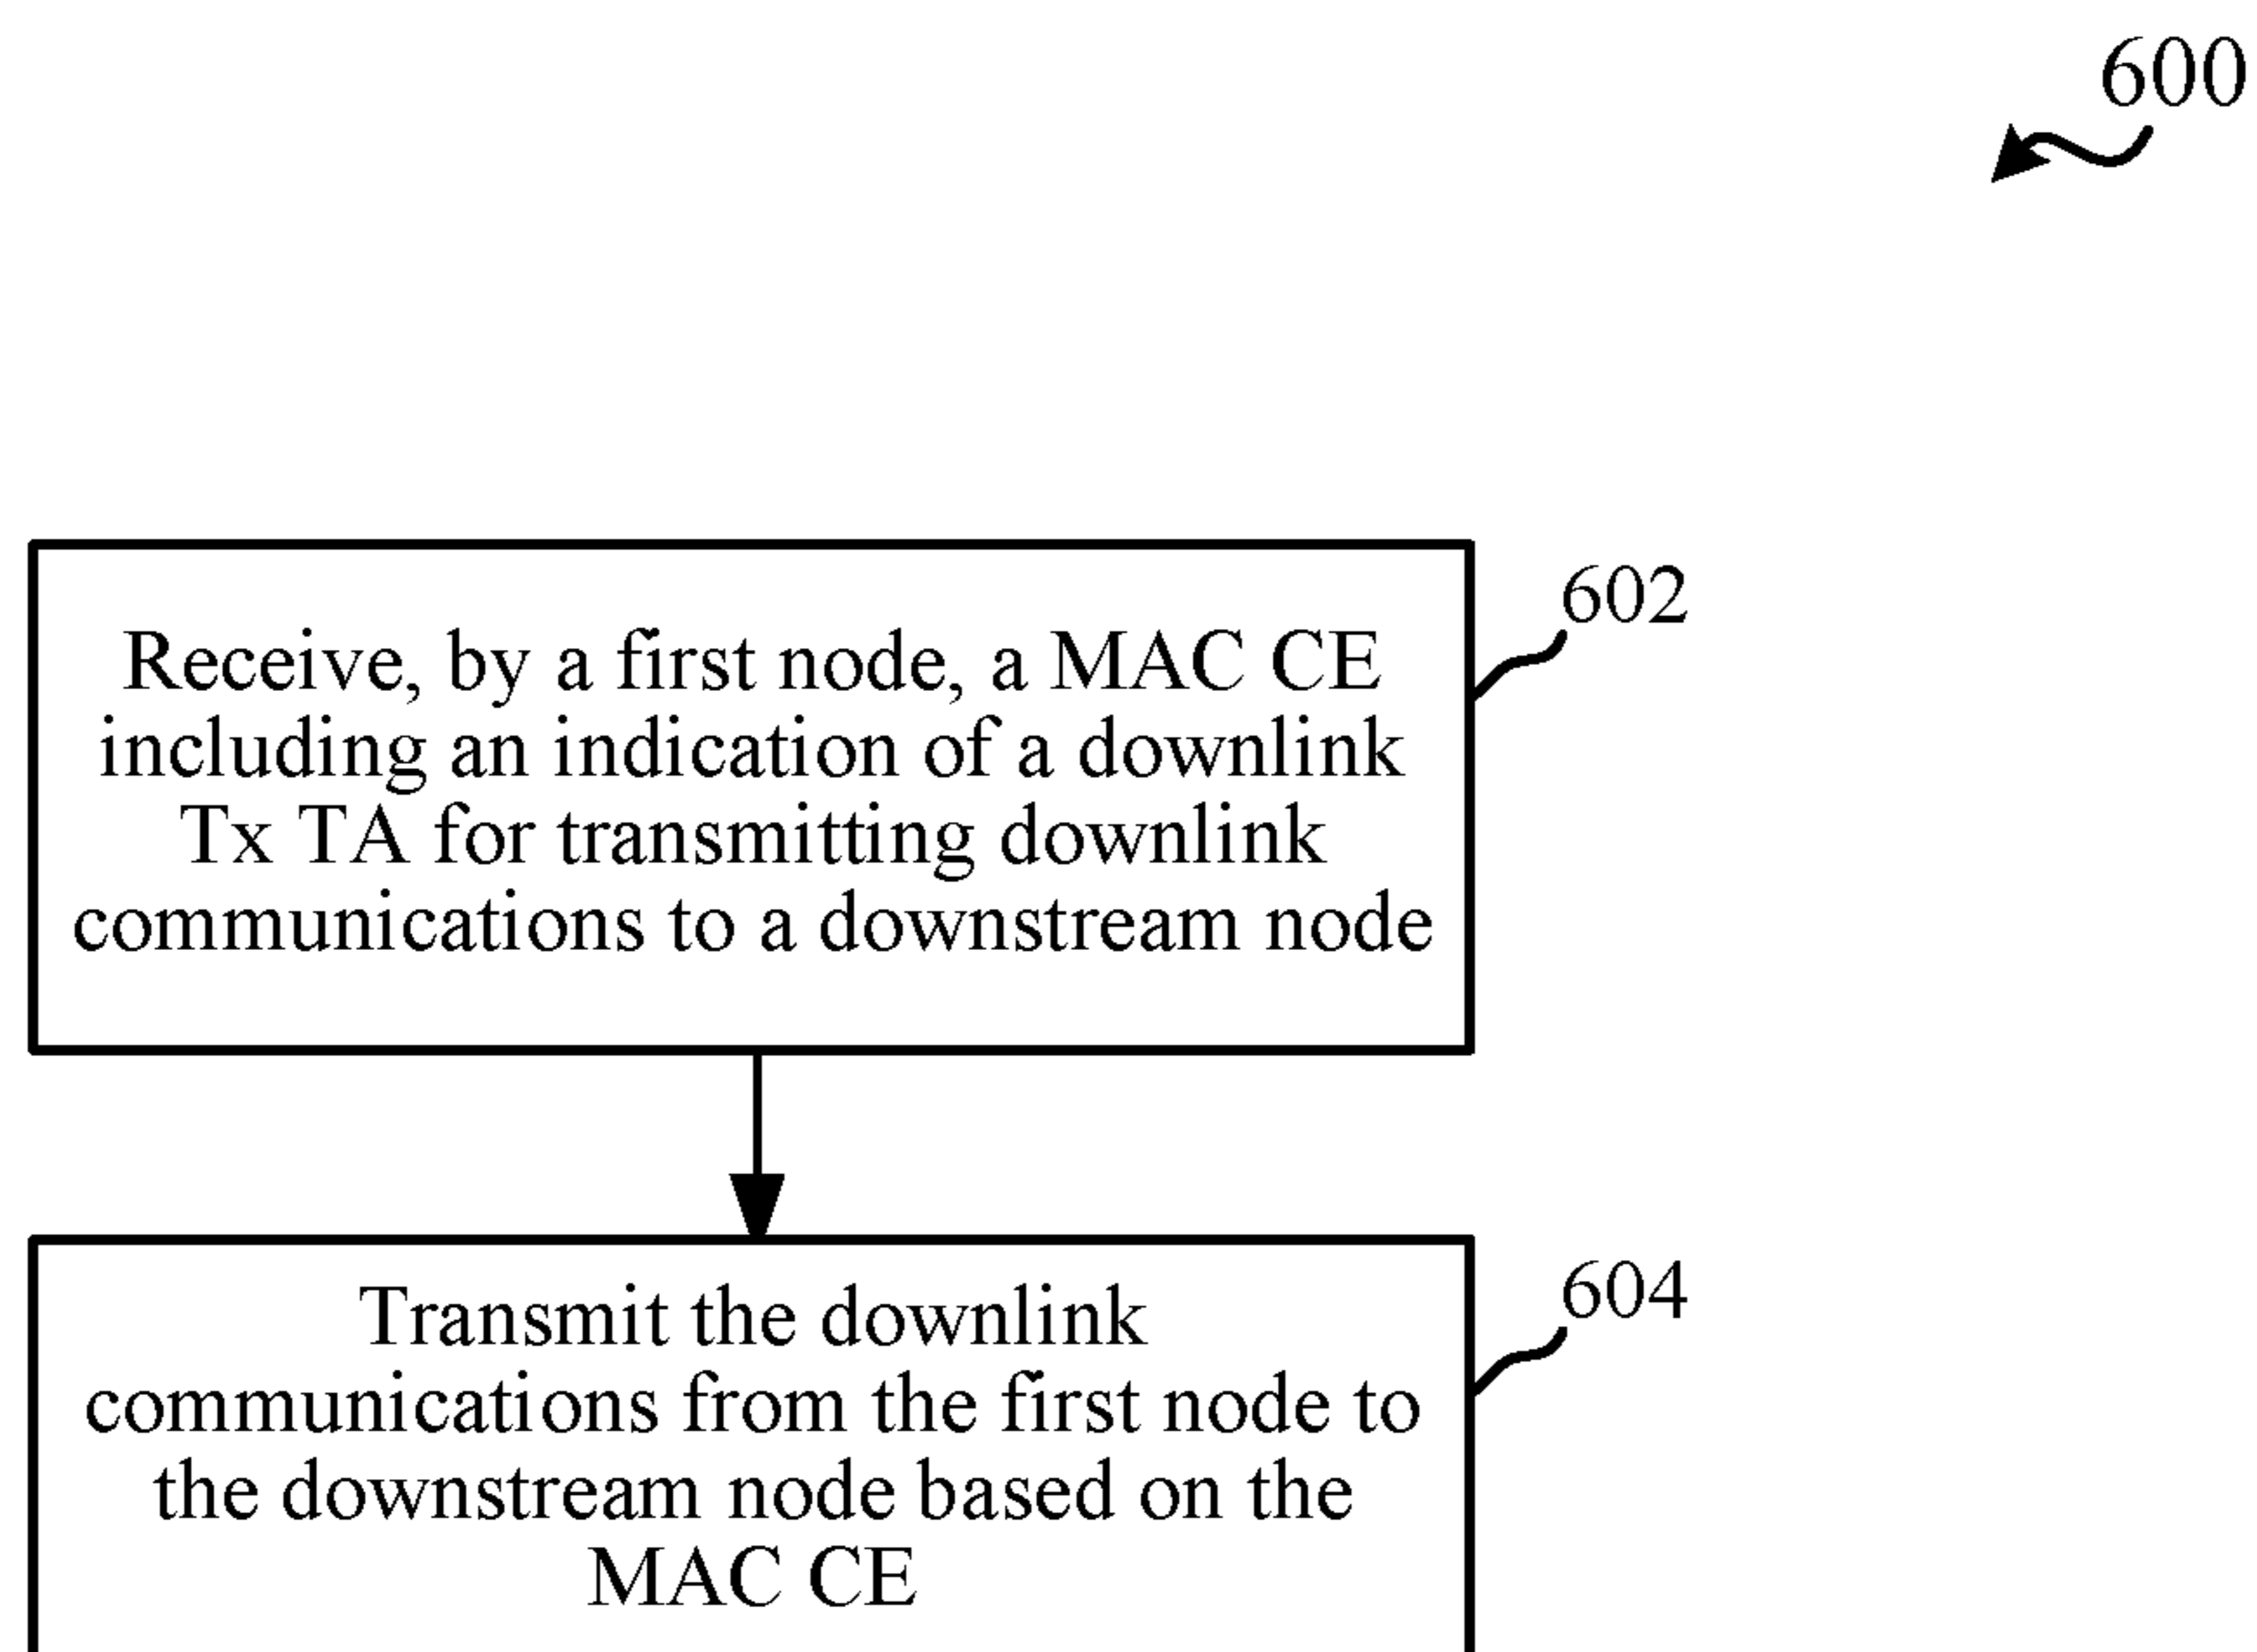 600
602
Receive, by a first node, a MAC CE
including an indication of a downlink
Tx TA for transmitting downlink
communications to a downstream node
604
Transmit the downlink
communications from the first node to
the downstream node based on the
MAC CE